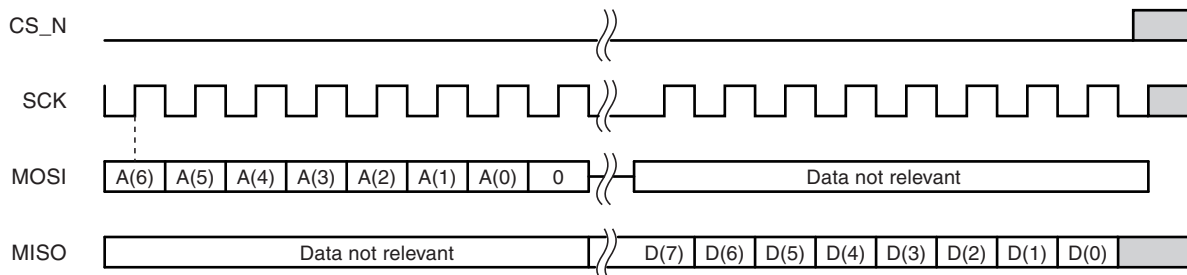 CS_N
SCK
MOSI A(6) A(5) A(4) A(3) A(2) A(1) A(0) 0 Data not relevant
MISO Data not relevant D(7) D(6) D(5) D(4) D(3) D(2) D(1) D(0)